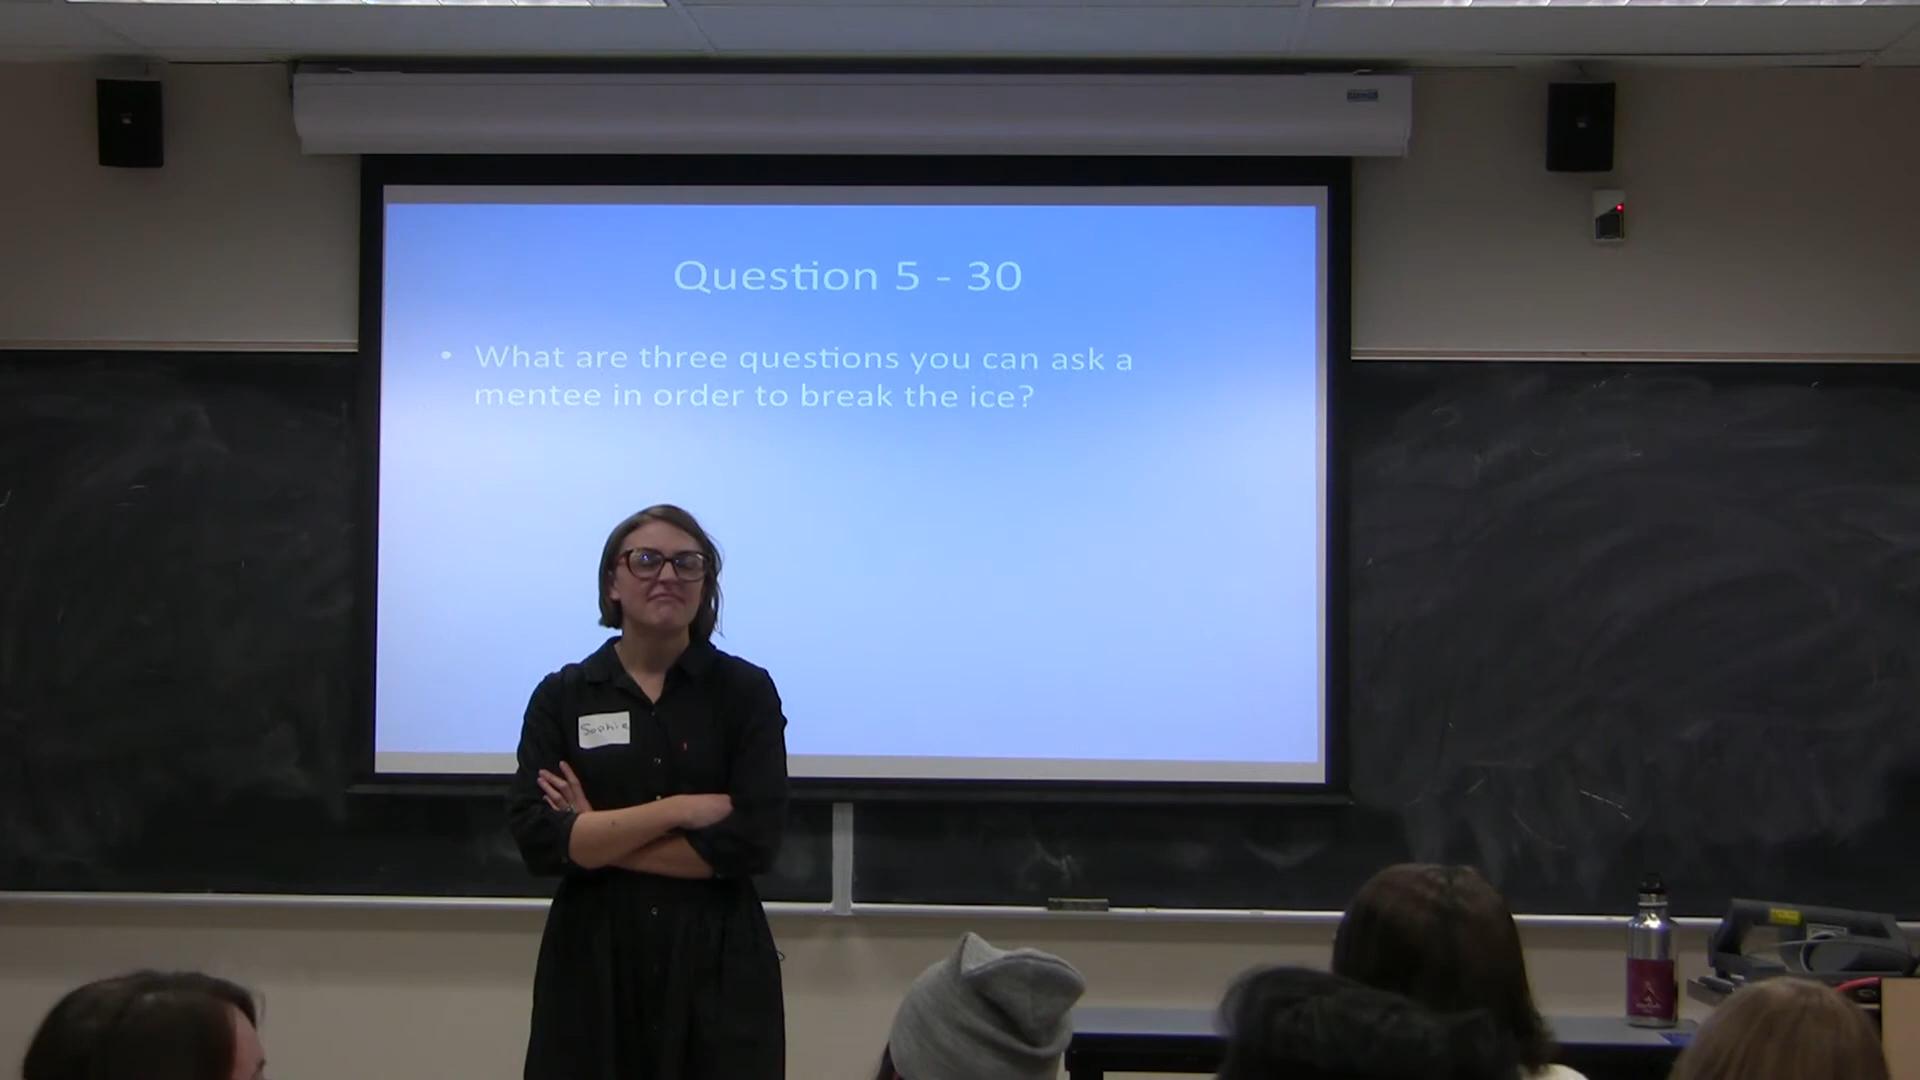 Question 5 - 30
• What are three questions you can ask a
mentee in order to break the ice?
Sophie